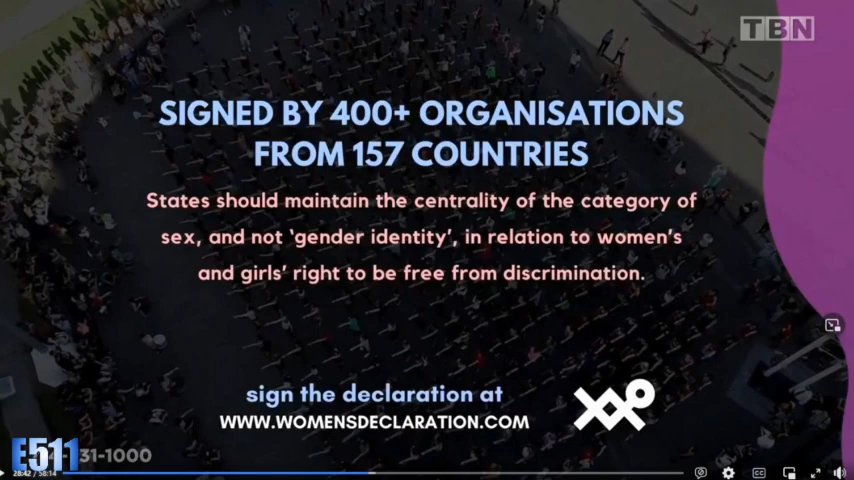 TBN
SIGNED BY 400+ ORGANISATIONS
FROM 157 COUNTRIES
States should maintain the centrality of the category of
sex, and not ‘gender identity’, in relation to women’s
and girls’ right to be free from discrimination.
sign the declaration at
WWW.WOMENSDECLARATION.COM
E511
31-1000
28:42 / 58:14
CC